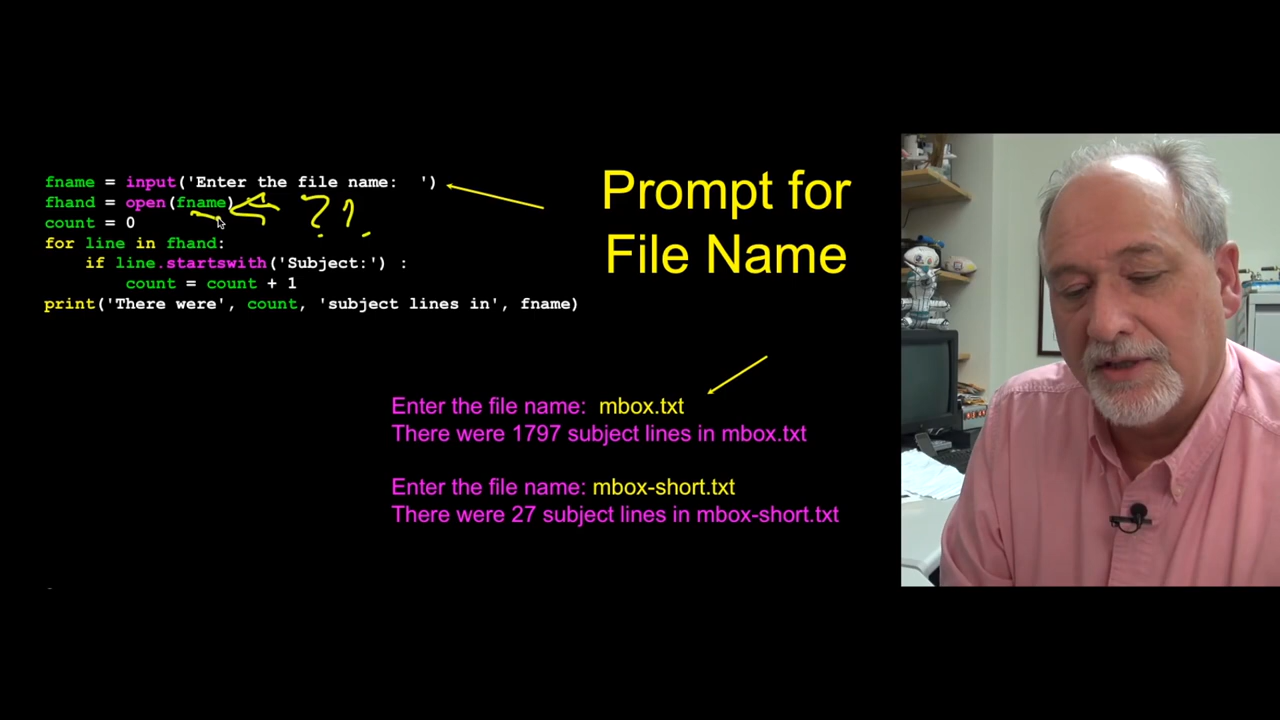 fname = input('Enter the file name:  ')
fhand = open(fname)
count = 0
for line in fhand:
    if line.startswith('Subject:') :
        count = count + 1
print('There were', count, 'subject lines in', fname)
? ?
Prompt for
File Name
Enter the file name:  mbox.txt
There were 1797 subject lines in mbox.txt
Enter the file name: mbox-short.txt
There were 27 subject lines in mbox-short.txt